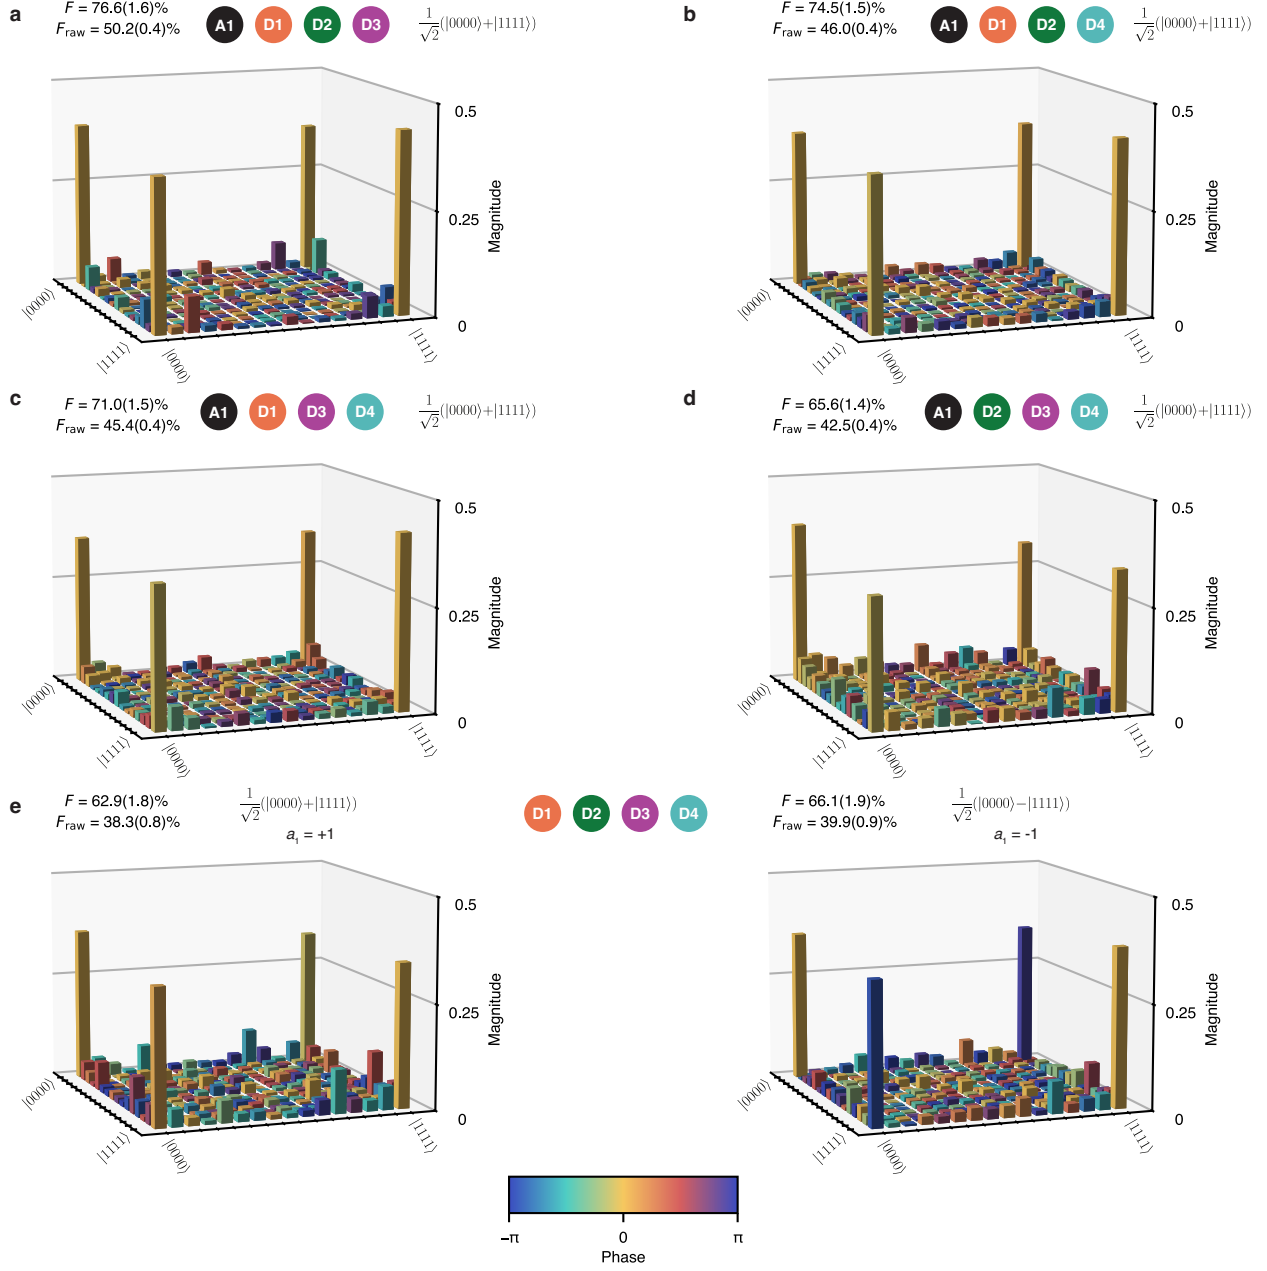 a
F = 76.6(1.6)%
F_raw = 50.2(0.4)%
A1 D1 D2 D3
1/√2(|0000⟩+|1111⟩)
0.5
0.25
0
Magnitude
|0000⟩
|1111⟩
|0000⟩
|1111⟩
b
F = 74.5(1.5)%
F_raw = 46.0(0.4)%
A1 D1 D2 D4
1/√2(|0000⟩+|1111⟩)
0.5
0.25
0
Magnitude
|0000⟩
|1111⟩
|0000⟩
|1111⟩
c
F = 71.0(1.5)%
F_raw = 45.4(0.4)%
A1 D1 D3 D4
1/√2(|0000⟩+|1111⟩)
0.5
0.25
0
Magnitude
|0000⟩
|1111⟩
|0000⟩
|1111⟩
d
F = 65.6(1.4)%
F_raw = 42.5(0.4)%
A1 D2 D3 D4
1/√2(|0000⟩+|1111⟩)
0.5
0.25
0
Magnitude
|0000⟩
|1111⟩
|0000⟩
|1111⟩
e
F = 62.9(1.8)%
F_raw = 38.3(0.8)%
1/√2(|0000⟩+|1111⟩)
a₁ = +1
D1 D2 D3 D4
0.5
0.25
0
Magnitude
|0000⟩
|1111⟩
|0000⟩
|1111⟩
F = 66.1(1.9)%
F_raw = 39.9(0.9)%
1/√2(|0000⟩−|1111⟩)
a₁ = -1
0.5
0.25
0
Magnitude
|0000⟩
|1111⟩
|0000⟩
|1111⟩
−π 0 π
Phase